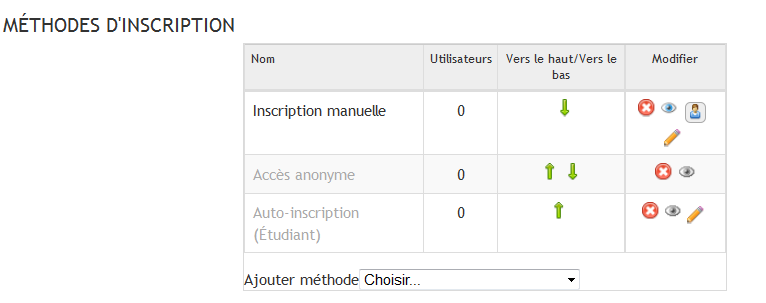 MÉTHODES D'INSCRIPTION
Nom Utilisateurs Vers le haut/Vers le bas Modifier
Inscription manuelle 0
Accès anonyme 0
Auto-inscription (Étudiant) 0
Ajouter méthode Choisir...